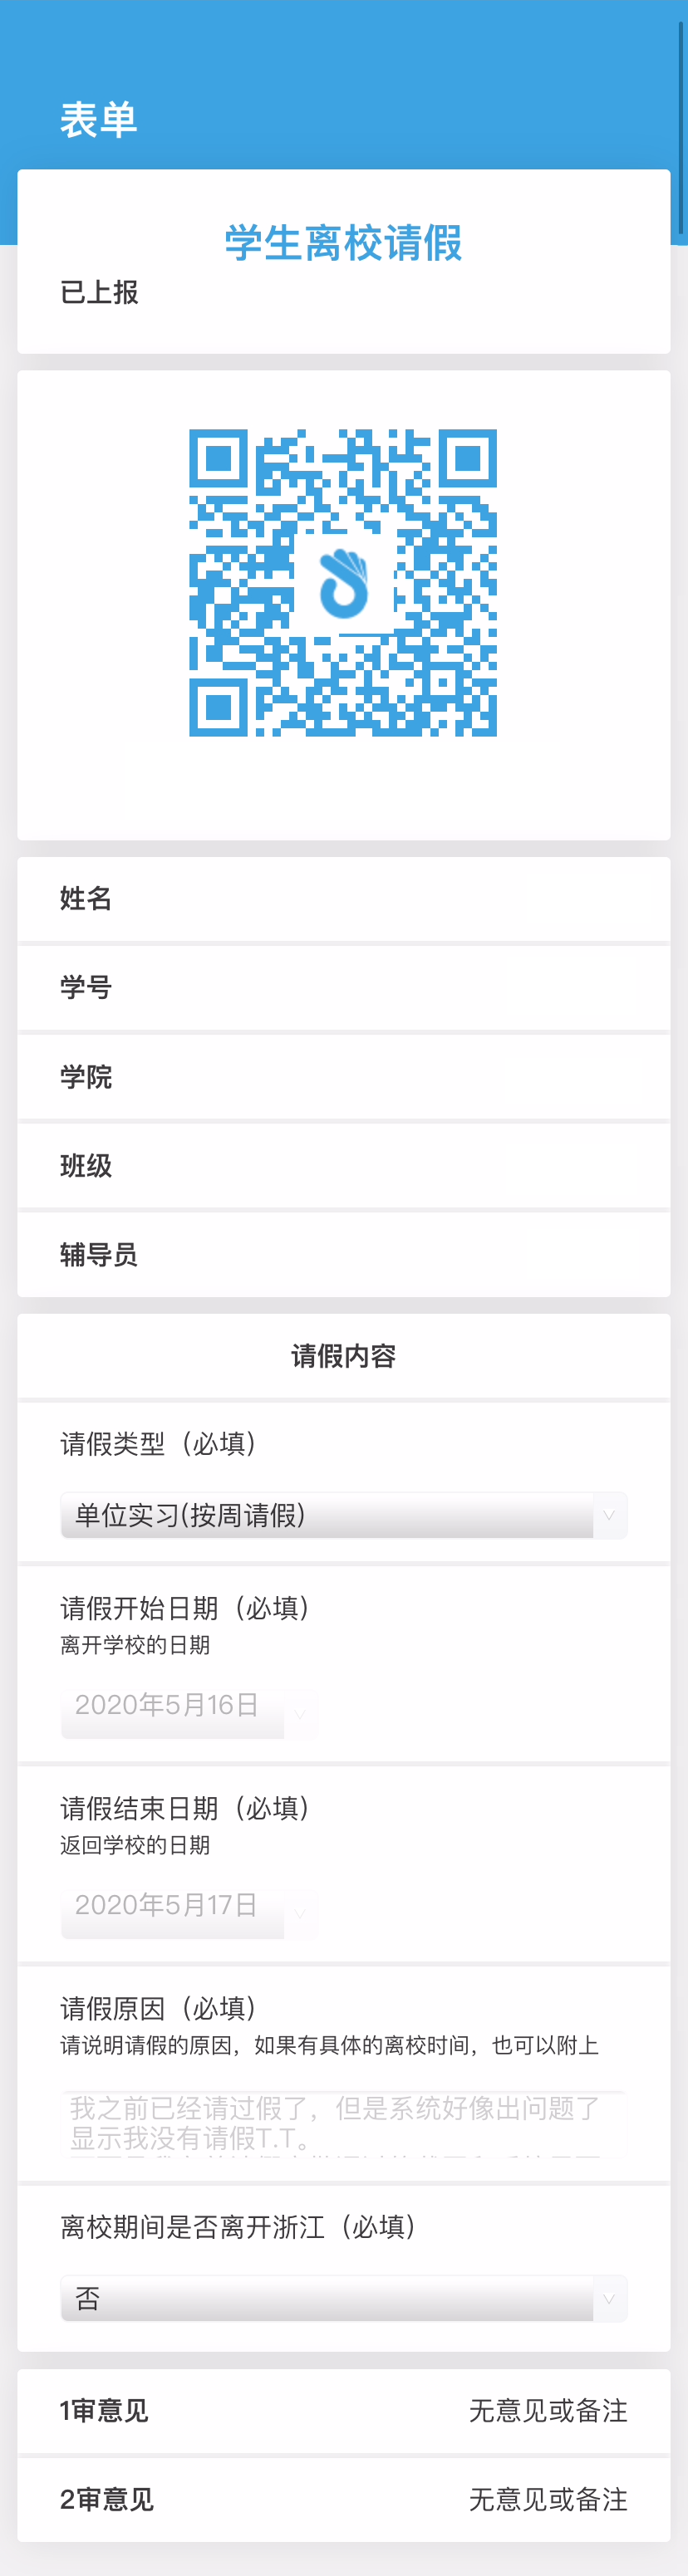 表单
学生离校请假
已上报
姓名
学号
学院
班级
辅导员
请假内容
请假类型（必填）
单位实习(按周请假)
请假开始日期（必填）
离开学校的日期
2020年5月16日
请假结束日期（必填）
返回学校的日期
2020年5月17日
请假原因（必填）
请说明请假的原因，如果有具体的离校时间，也可以附上
我之前已经请过假了，但是系统好像出问题了
显示我没有请假T.T。
离校期间是否离开浙江（必填）
否
1审意见 无意见或备注
2审意见 无意见或备注